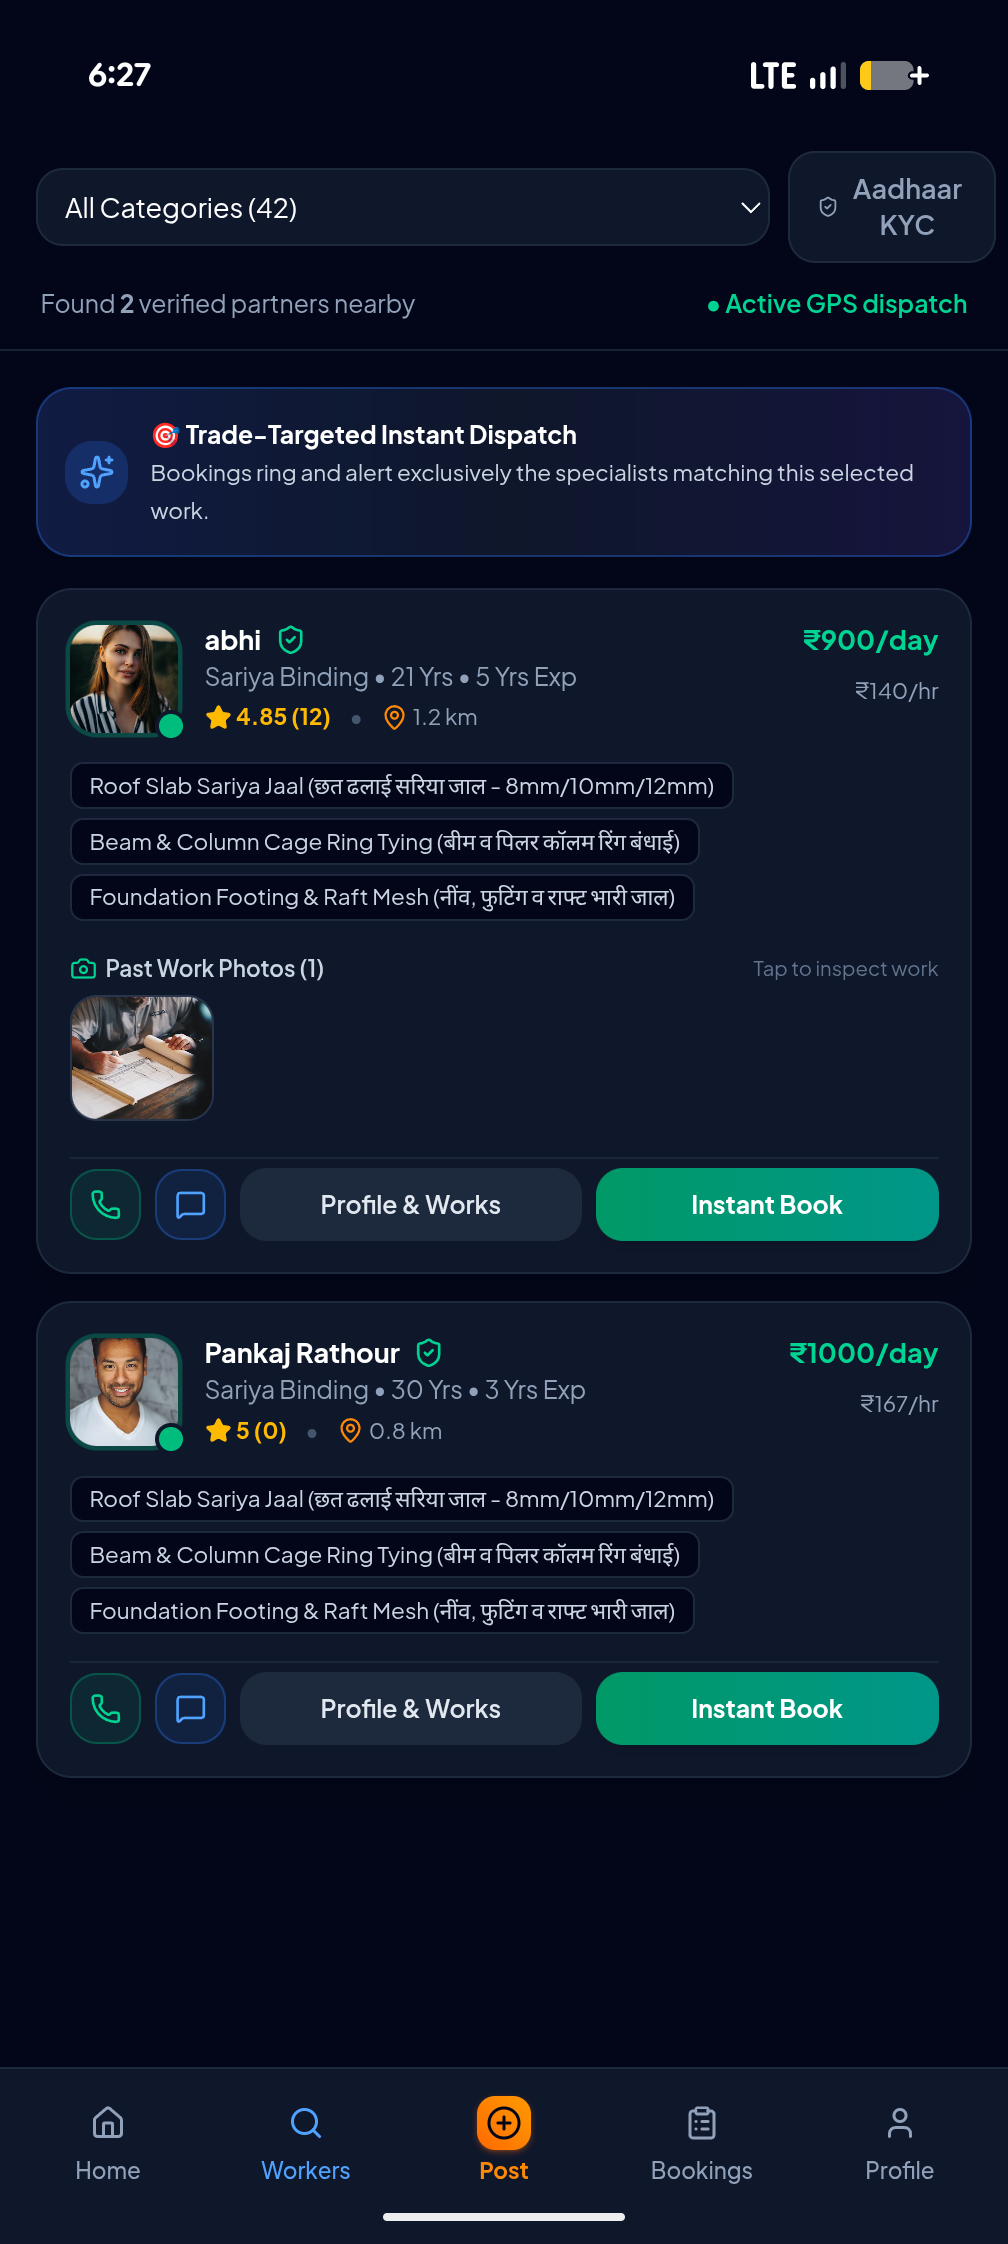 6:27
LTE
All Categories (42)
Aadhaar
KYC
Found 2 verified partners nearby
● Active GPS dispatch
🎯 Trade-Targeted Instant Dispatch
Bookings ring and alert exclusively the specialists matching this selected
work.
abhi
₹900/day
Sariya Binding • 21 Yrs • 5 Yrs Exp
₹140/hr
4.85 (12) • 1.2 km
Roof Slab Sariya Jaal (छत ढलाई सरिया जाल - 8mm/10mm/12mm)
Beam & Column Cage Ring Tying (बीम व पिलर कॉलम रिंग बंधाई)
Foundation Footing & Raft Mesh (नींव, फुटिंग व राफ्ट भारी जाल)
Past Work Photos (1)
Tap to inspect work
Profile & Works
Instant Book
Pankaj Rathour
₹1000/day
Sariya Binding • 30 Yrs • 3 Yrs Exp
₹167/hr
5 (0) • 0.8 km
Roof Slab Sariya Jaal (छत ढलाई सरिया जाल - 8mm/10mm/12mm)
Beam & Column Cage Ring Tying (बीम व पिलर कॉलम रिंग बंधाई)
Foundation Footing & Raft Mesh (नींव, फुटिंग व राफ्ट भारी जाल)
Profile & Works
Instant Book
Home
Workers
Post
Bookings
Profile